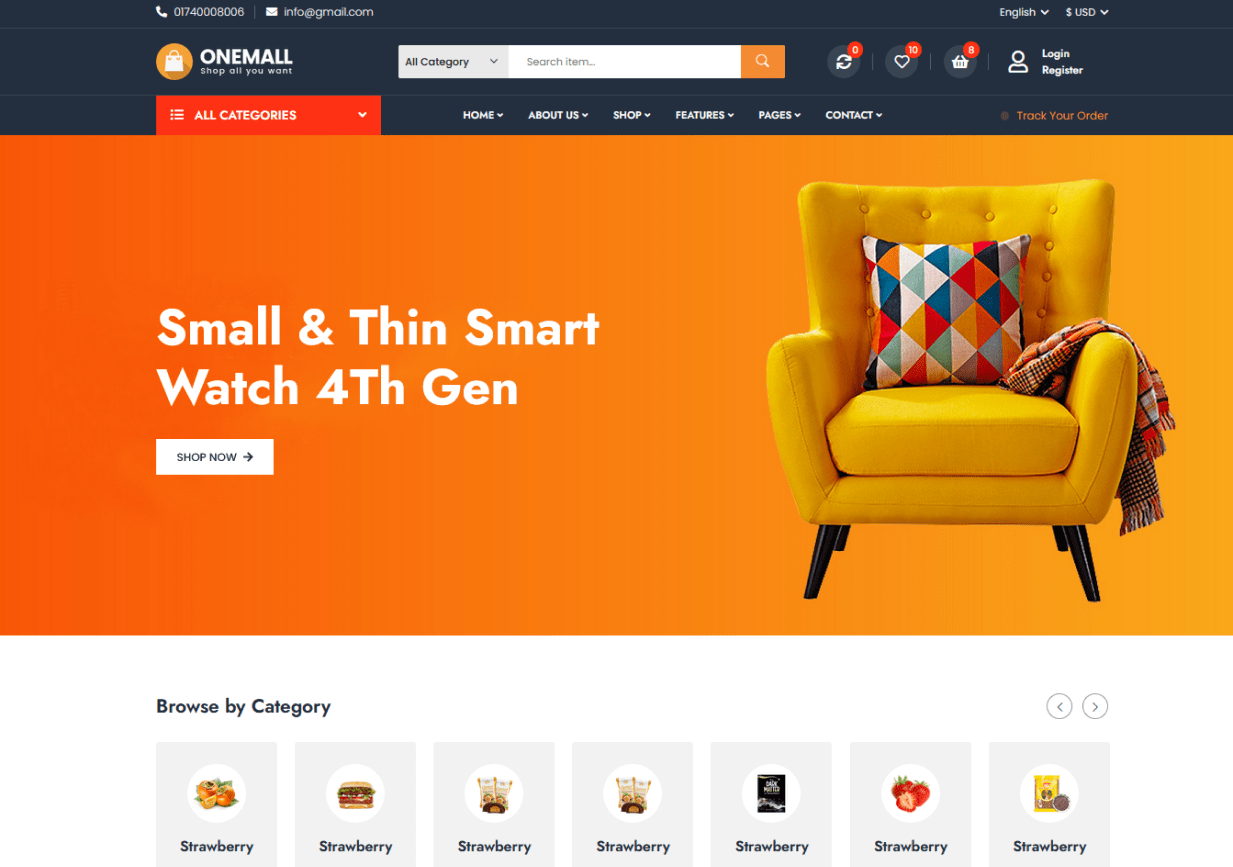 01740008006
info@gmail.com
English
$ USD
ONEMALL
Shop all you want
All Category
Search item...
0
10
8
Login
Register
ALL CATEGORIES
HOME
ABOUT US
SHOP
FEATURES
PAGES
CONTACT
Track Your Order
Small & Thin Smart
Watch 4Th Gen
SHOP NOW
Browse by Category
DARK
MATTER
Strawberry
Strawberry
Strawberry
Strawberry
Strawberry
Strawberry
Strawberry